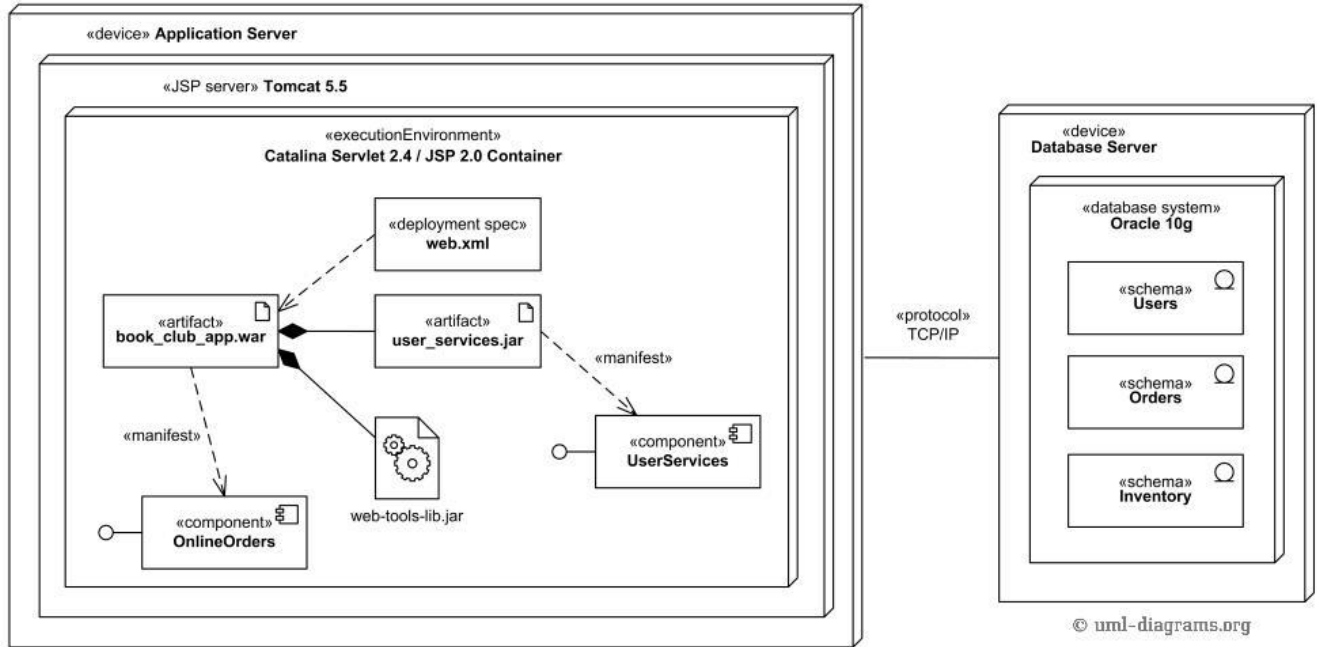 «device» Application Server
«JSP server» Tomcat 5.5
«executionEnvironment»
Catalina Servlet 2.4 / JSP 2.0 Container
«deployment spec»
web.xml
«artifact»
book_club_app.war
«artifact»
user_services.jar
«manifest»
«manifest»
«component»
UserServices
web-tools-lib.jar
«component»
OnlineOrders
«protocol»
TCP/IP
«device»
Database Server
«database system»
Oracle 10g
«schema»
Users
«schema»
Orders
«schema»
Inventory
© uml-diagrams.org